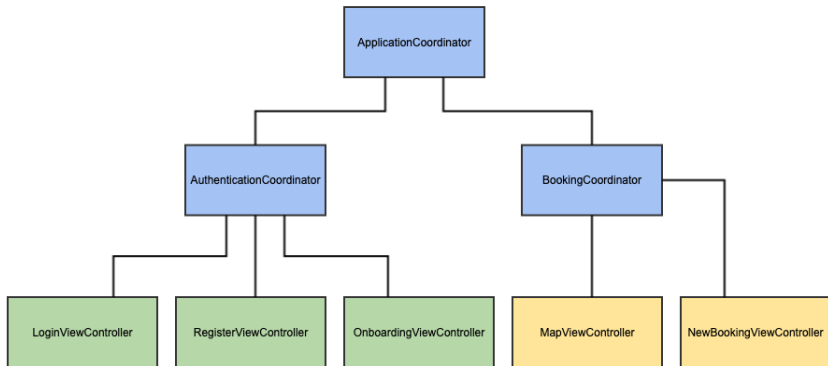 ApplicationCoordinator
AuthenticationCoordinator
BookingCoordinator
LoginViewController
RegisterViewController
OnboardingViewController
MapViewController
NewBookingViewController